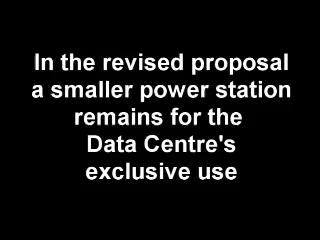 In the revised proposal
a smaller power station
remains for the
Data Centre's
exclusive use